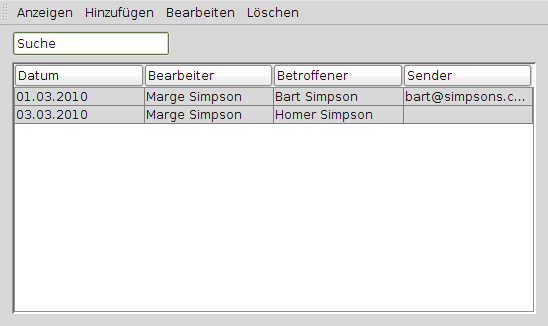 Anzeigen Hinzufügen Bearbeiten Löschen
Suche
Datum Bearbeiter Betroffener Sender
01.03.2010 Marge Simpson Bart Simpson bart@simpsons.c...
03.03.2010 Marge Simpson Homer Simpson